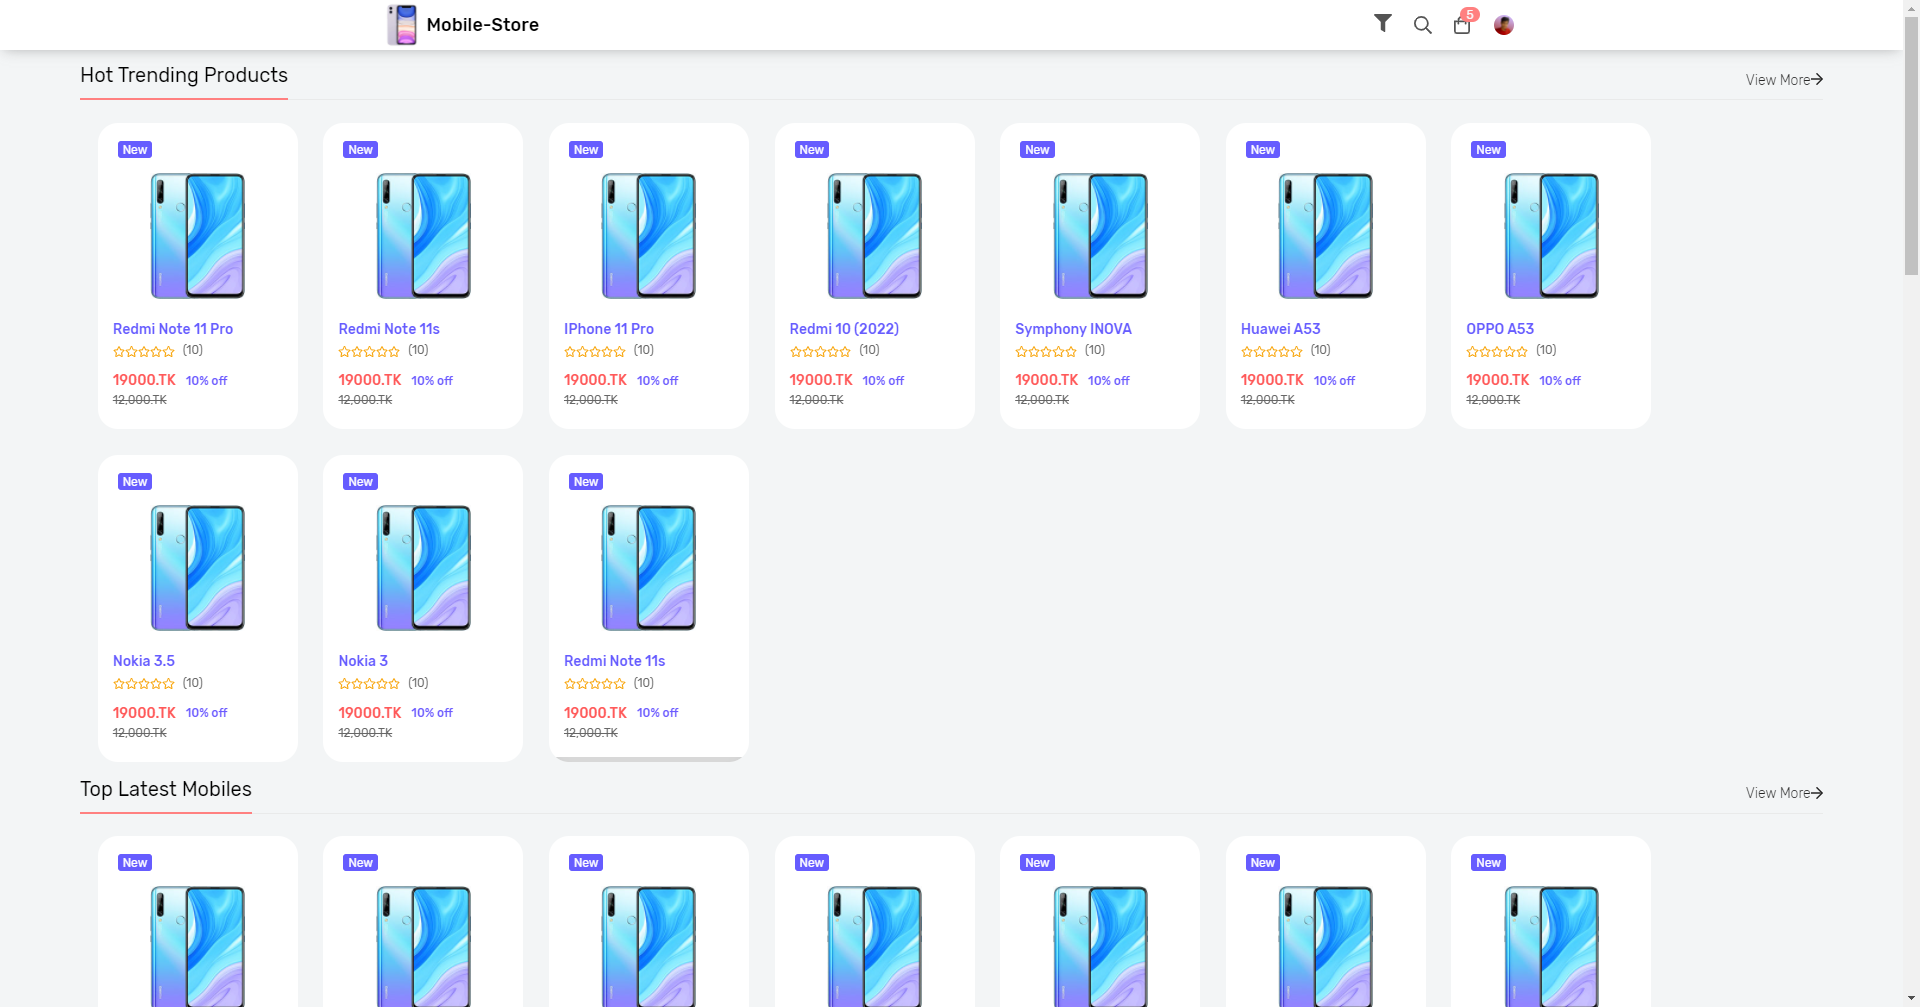 Mobile-Store
5
Hot Trending Products
View More
New New New New New New New
Redmi Note 11 Pro Redmi Note 11s IPhone 11 Pro Redmi 10 (2022) Symphony INOVA Huawei A53 OPPO A53
(10) (10) (10) (10) (10) (10) (10)
19000.TK 10% off 19000.TK 10% off 19000.TK 10% off 19000.TK 10% off 19000.TK 10% off 19000.TK 10% off 19000.TK 10% off
12,000.TK 12,000.TK 12,000.TK 12,000.TK 12,000.TK 12,000.TK 12,000.TK
New New New
Nokia 3.5 Nokia 3 Redmi Note 11s
(10) (10) (10)
19000.TK 10% off 19000.TK 10% off 19000.TK 10% off
12,000.TK 12,000.TK 12,000.TK
Top Latest Mobiles
View More
New New New New New New New